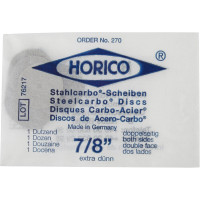 ORDER No. 270
HORICO®
Stahlcarbo®-Scheiben
Steelcarbo® Discs
Disques Carbo-Acier®
Discos de Acero-Carbo®
Made in Germany
LOT 76217
1 Dutzend
1 Dozen
1 Douzaine
1 Docena
7/8"
extra dünn
doppelseitig
both sides
double face
dos lados